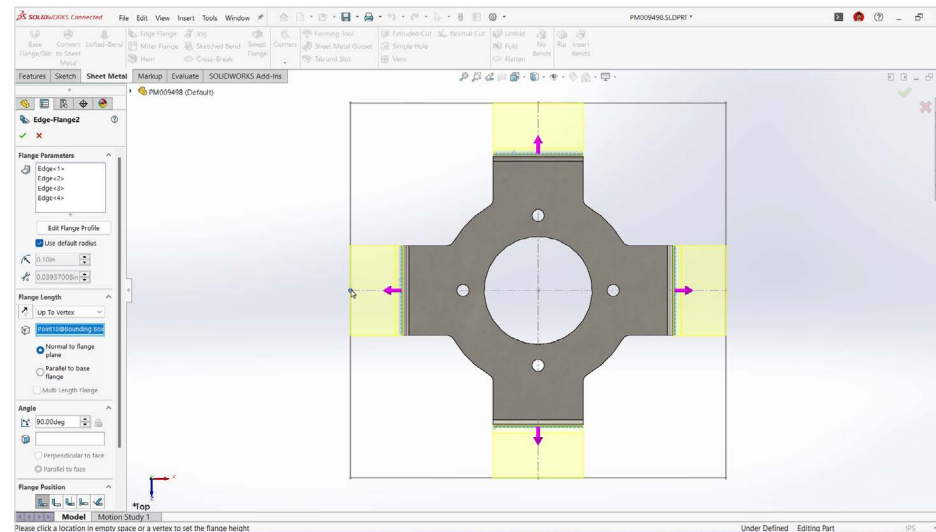 SOLIDWORKS Connected File Edit View Insert Tools Window PM009498.SLDPRT *
Base Flange/Tab Convert to Sheet Metal Lofted-Bend Edge Flange Miter Flange Hem Jog Sketched Bend Cross-Break Swept Flange Corners Forming Tool Sheet Metal Gusset Tab and Slot Extruded Cut Simple Hole Vent Normal Cut Unfold Fold Flatten No Bends Rip Insert Bends
Features Sketch Sheet Metal Markup Evaluate SOLIDWORKS Add-Ins
PM009498 (Default)
Edge-Flange2
Flange Parameters
Edge<1>
Edge<2>
Edge<3>
Edge<4>
Edit Flange Profile
Use default radius
0.10in
0.03937008in
Flange Length
Up To Vertex
Point10@Bounding Box
Normal to flange
plane
Parallel to base
flange
Multi Length Flange
Angle
90.00deg
Perpendicular to face
Parallel to face
Flange Position
X
*Top
Model Motion Study 1
Please click a location in empty space or a vertex to set the flange height Under Defined Editing Part IPS